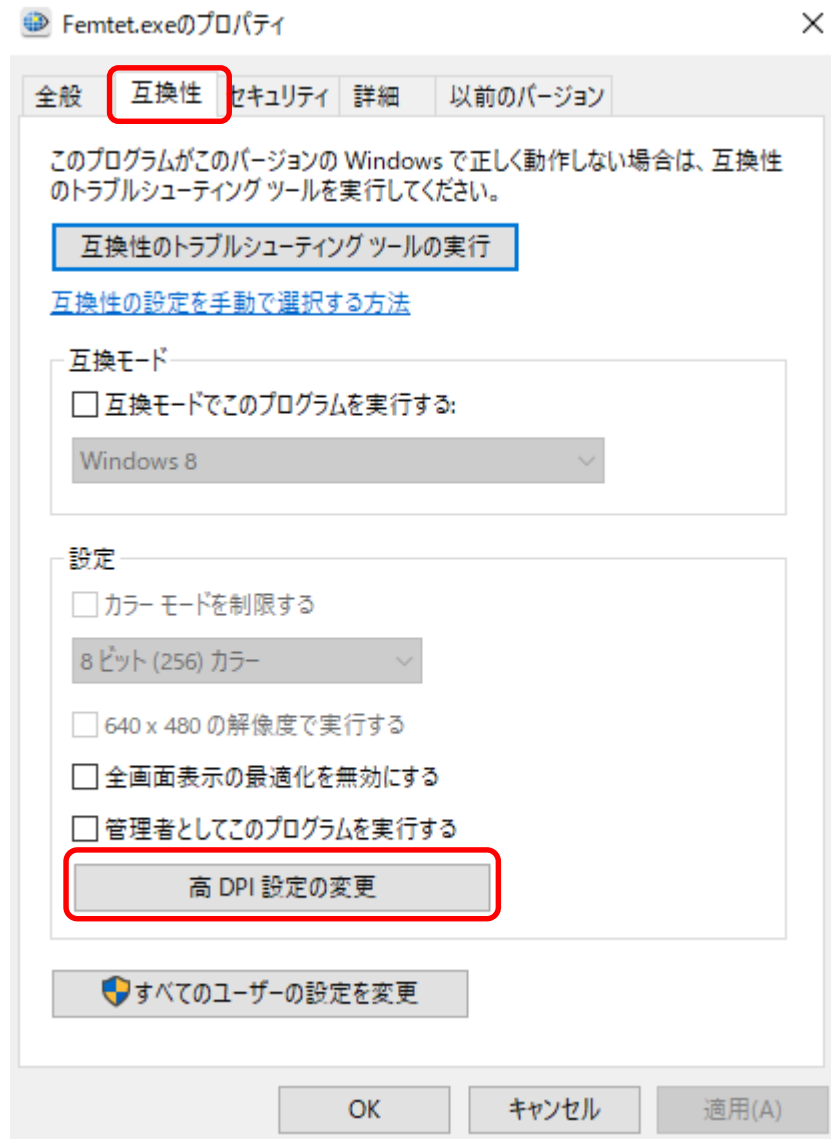 Femtet.exeのプロパティ
全般 互換性 セキュリティ 詳細 以前のバージョン
このプログラムがこのバージョンの Windows で正しく動作しない場合は、互換性
のトラブルシューティング ツールを実行してください。
互換性のトラブルシューティング ツールの実行
互換性の設定を手動で選択する方法
互換モード
互換モードでこのプログラムを実行する:
Windows 8
設定
カラー モードを制限する
8 ビット (256) カラー
640 x 480 の解像度で実行する
全画面表示の最適化を無効にする
管理者としてこのプログラムを実行する
高 DPI 設定の変更
すべてのユーザーの設定を変更
OK キャンセル 適用(A)